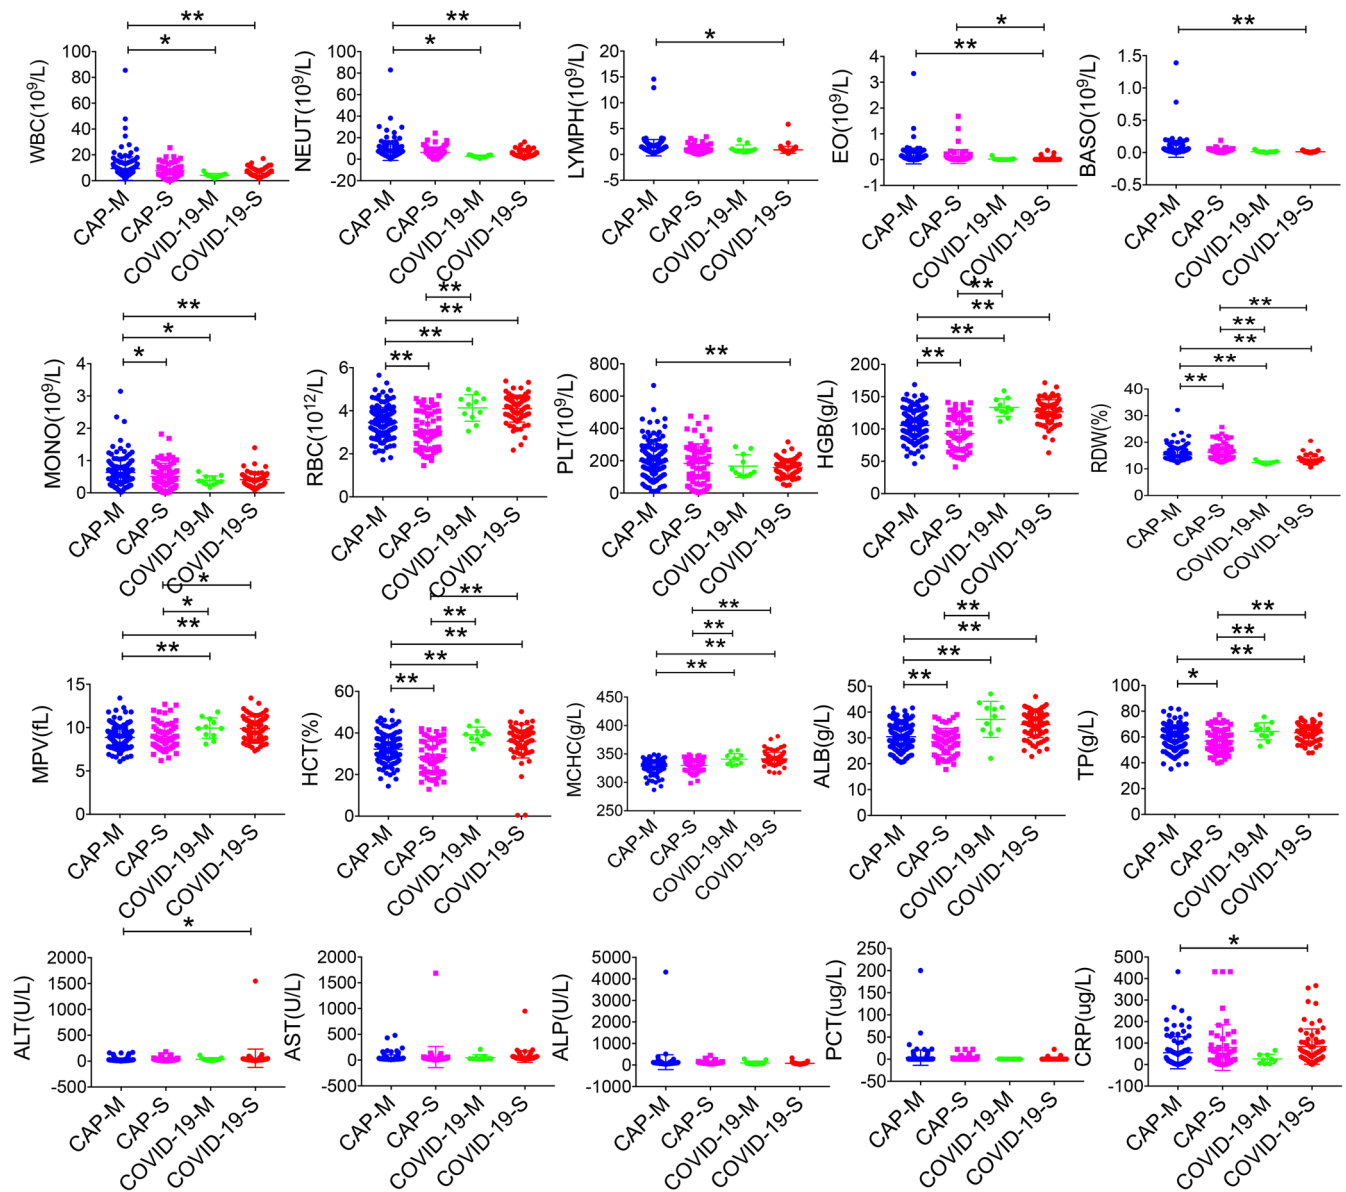 ** * WBC(10⁹/L) 100 80 60 40 20 0 CAP-M CAP-S COVID-19-M COVID-19-S
** * NEUT(10⁹/L) 100 80 60 40 20 0 -20 CAP-M CAP-S COVID-19-M COVID-19-S
* LYMPH(10⁹/L) 20 15 10 5 0 -5 CAP-M CAP-S COVID-19-M COVID-19-S
* ** EO(10⁹/L) 4 3 2 1 0 -1 CAP-M CAP-S COVID-19-M COVID-19-S
** BASO(10⁹/L) 1.5 1.0 0.5 0.0 -0.5 CAP-M CAP-S COVID-19-M COVID-19-S
** * * MONO(10⁹/L) 4 3 2 1 0 CAP-M CAP-S COVID-19-M COVID-19-S
** ** ** ** RBC(10¹²/L) 6 4 2 0 CAP-M CAP-S COVID-19-M COVID-19-S
** PLT(10⁹/L) 800 600 400 200 0 CAP-M CAP-S COVID-19-M COVID-19-S
** ** ** ** HGB(g/L) 200 150 100 50 0 CAP-M CAP-S COVID-19-M COVID-19-S
** ** ** ** ** RDW(%) 40 30 20 10 0 CAP-M CAP-S COVID-19-M COVID-19-S
* * ** ** MPV(fL) 15 10 5 0 CAP-M CAP-S COVID-19-M COVID-19-S
** ** ** ** ** HCT(%) 60 40 20 0 CAP-M CAP-S COVID-19-M COVID-19-S
** ** ** ** MCHC(g/L) 450 400 350 300 250 CAP-M CAP-S COVID-19-M COVID-19-S
** ** ** ** ALB(g/L) 50 40 30 20 10 0 CAP-M CAP-S COVID-19-M COVID-19-S
** ** ** * TP(g/L) 100 80 60 40 20 0 CAP-M CAP-S COVID-19-M COVID-19-S
* ALT(U/L) 2000 1500 1000 500 0 -500 CAP-M CAP-S COVID-19-M COVID-19-S
AST(U/L) 2000 1500 1000 500 0 -500 CAP-M CAP-S COVID-19-M COVID-19-S
ALP(U/L) 5000 4000 3000 2000 1000 0 -1000 CAP-M CAP-S COVID-19-M COVID-19-S
PCT(ug/L) 250 200 150 100 50 0 -50 CAP-M CAP-S COVID-19-M COVID-19-S
* CRP(ug/L) 500 400 300 200 100 0 -100 CAP-M CAP-S COVID-19-M COVID-19-S